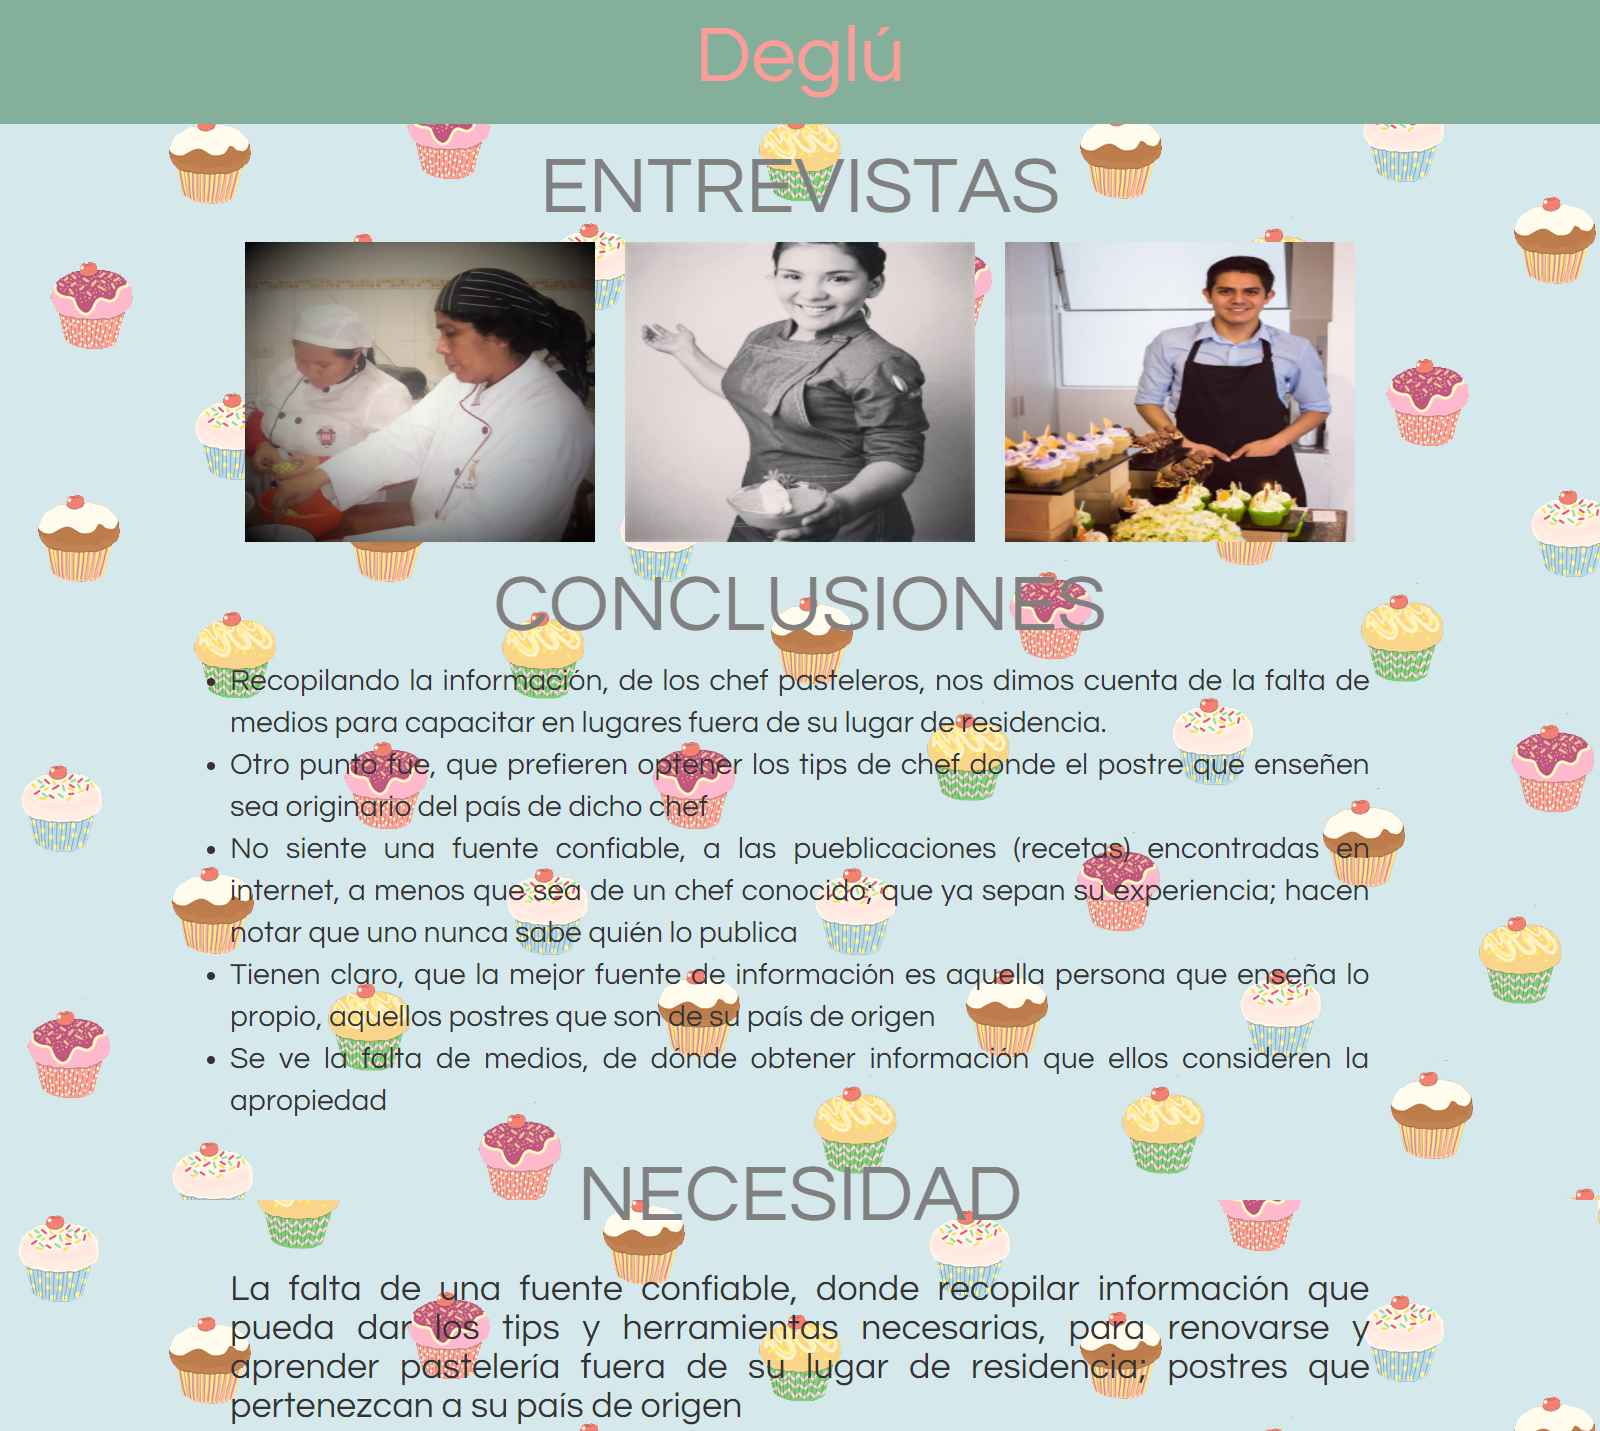 Deglú
ENTREVISTAS
CONCLUSIONES
• Recopilando la información, de los chef pasteleros, nos dimos cuenta de la falta de
medios para capacitar en lugares fuera de su lugar de residencia.
• Otro punto fue, que prefieren optener los tips de chef donde el postre que enseñen
sea originario del país de dicho chef
• No siente una fuente confiable, a las pueblicaciones (recetas) encontradas en
internet, a menos que sea de un chef conocido; que ya sepan su experiencia; hacen
notar que uno nunca sabe quién lo publica
• Tienen claro, que la mejor fuente de información es aquella persona que enseña lo
propio, aquellos postres que son de su país de origen
• Se ve la falta de medios, de dónde obtener información que ellos consideren la
apropiedad
NECESIDAD
La falta de una fuente confiable, donde recopilar información que
pueda dar los tips y herramientas necesarias, para renovarse y
aprender pastelería fuera de su lugar de residencia; postres que
pertenezcan a su país de origen